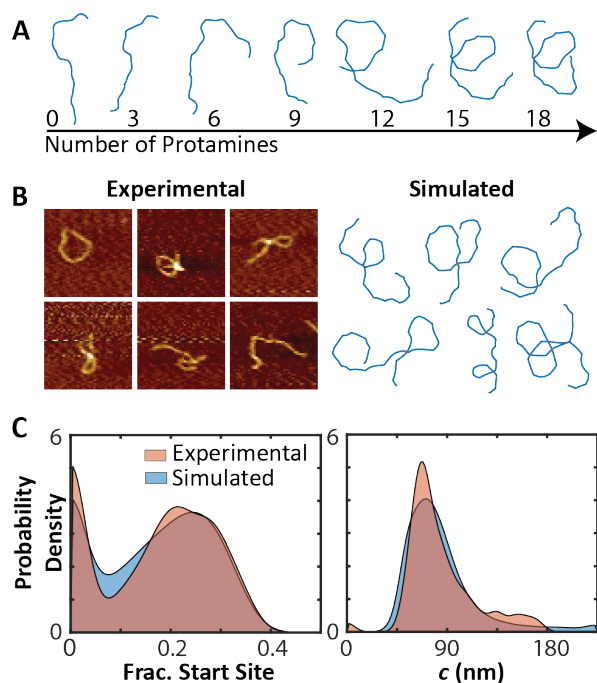 A
0 3 6 9 12 15 18
Number of Protamines
Experimental Simulated
B
C
6 6
Experimental
Simulated
Probability
Density
0 0
0 0.2 0.4 0 90 180
Frac. Start Site c (nm)